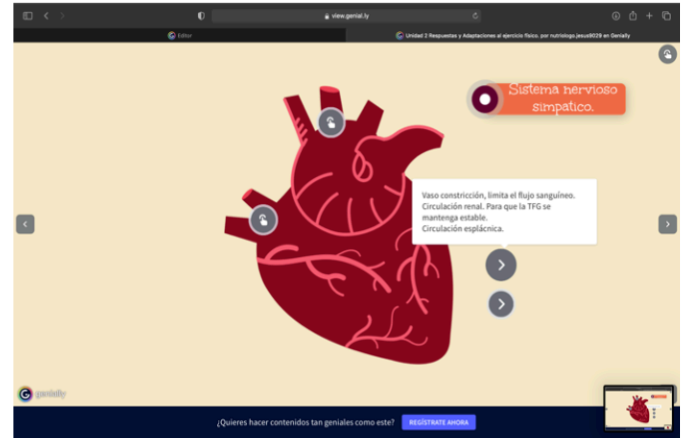 view.genial.ly
Editor
Unidad 2 Respuestas y Adaptaciones al ejercicio físico. por nutriologo.jesus9029 en Genially
Sistema nervioso
simpatico.
Vaso constricción, limita el flujo sanguíneo.
Circulación renal. Para que la TFG se
mantenga estable.
Circulación esplácnica.
genially
¿Quieres hacer contenidos tan geniales como este? REGÍSTRATE AHORA